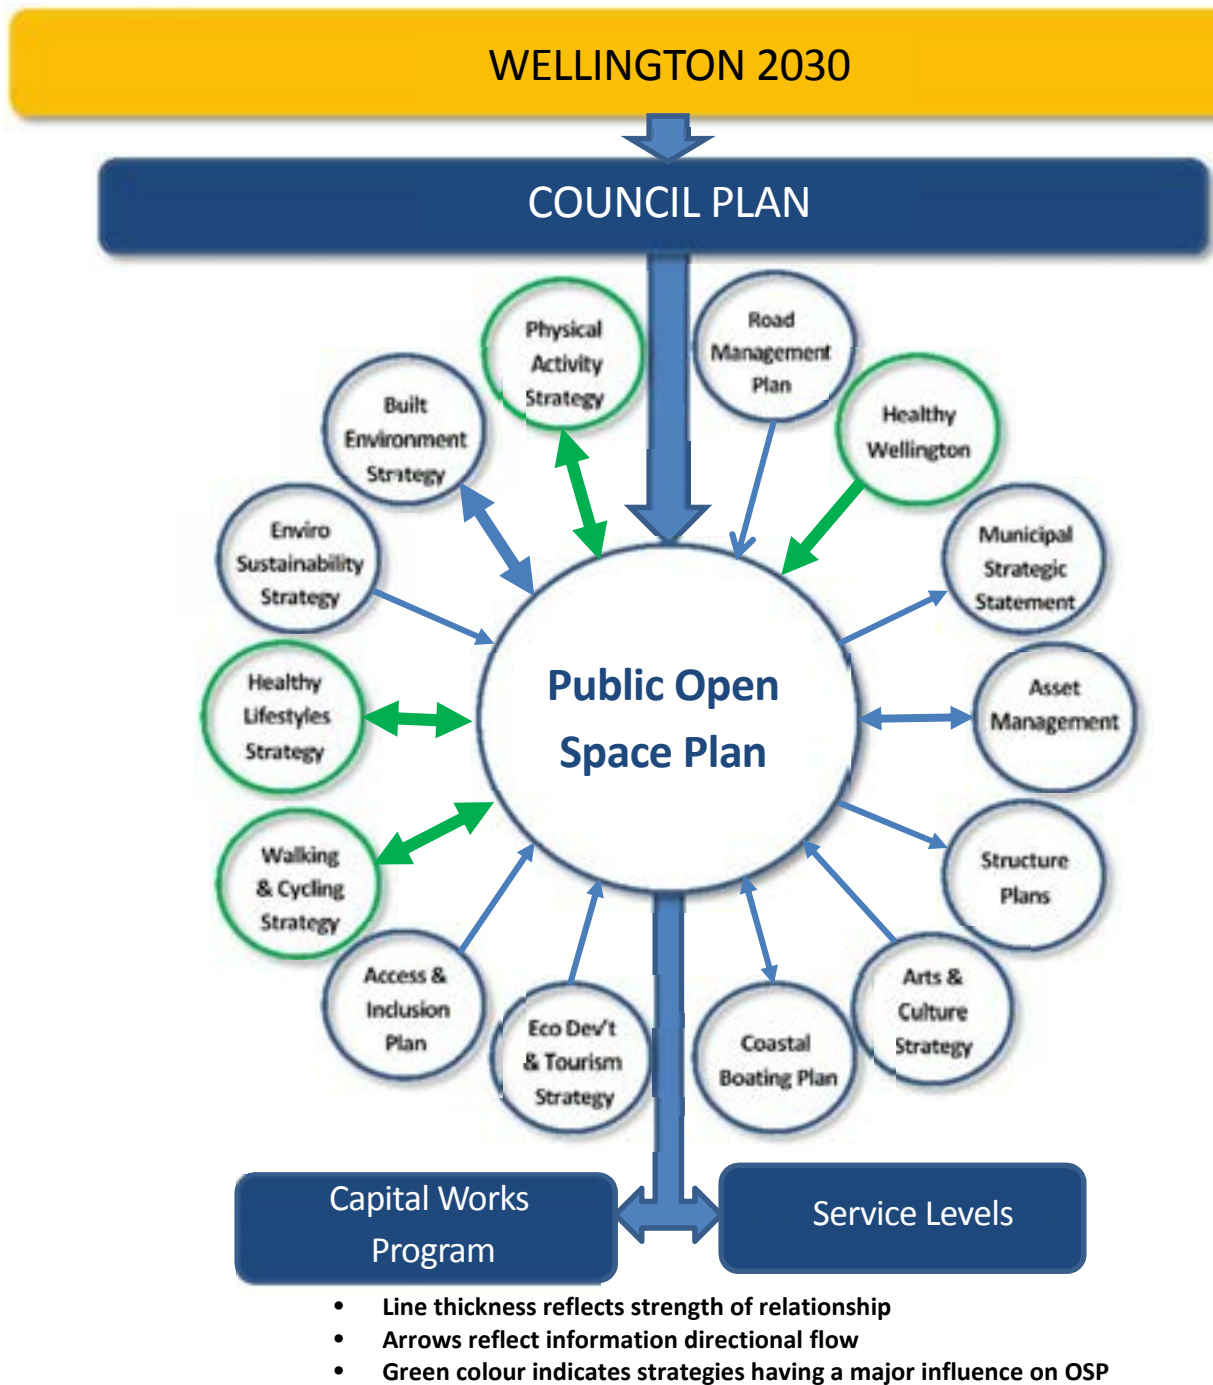 WELLINGTON 2030
COUNCIL PLAN
Physical
Activity
Strategy
Road
Management
Plan
Built
Environment
Strategy
Healthy
Wellington
Enviro
Sustainability
Strategy
Municipal
Strategic
Statement
Healthy
Lifestyles
Strategy
Public Open
Space Plan
Asset
Management
Walking
& Cycling
Strategy
Structure
Plans
Access &
Inclusion
Plan
Eco Dev't
& Tourism
Strategy
Coastal
Boating Plan
Arts &
Culture
Strategy
Capital Works
Program
Service Levels
• Line thickness reflects strength of relationship
• Arrows reflect information directional flow
• Green colour indicates strategies having a major influence on OSP